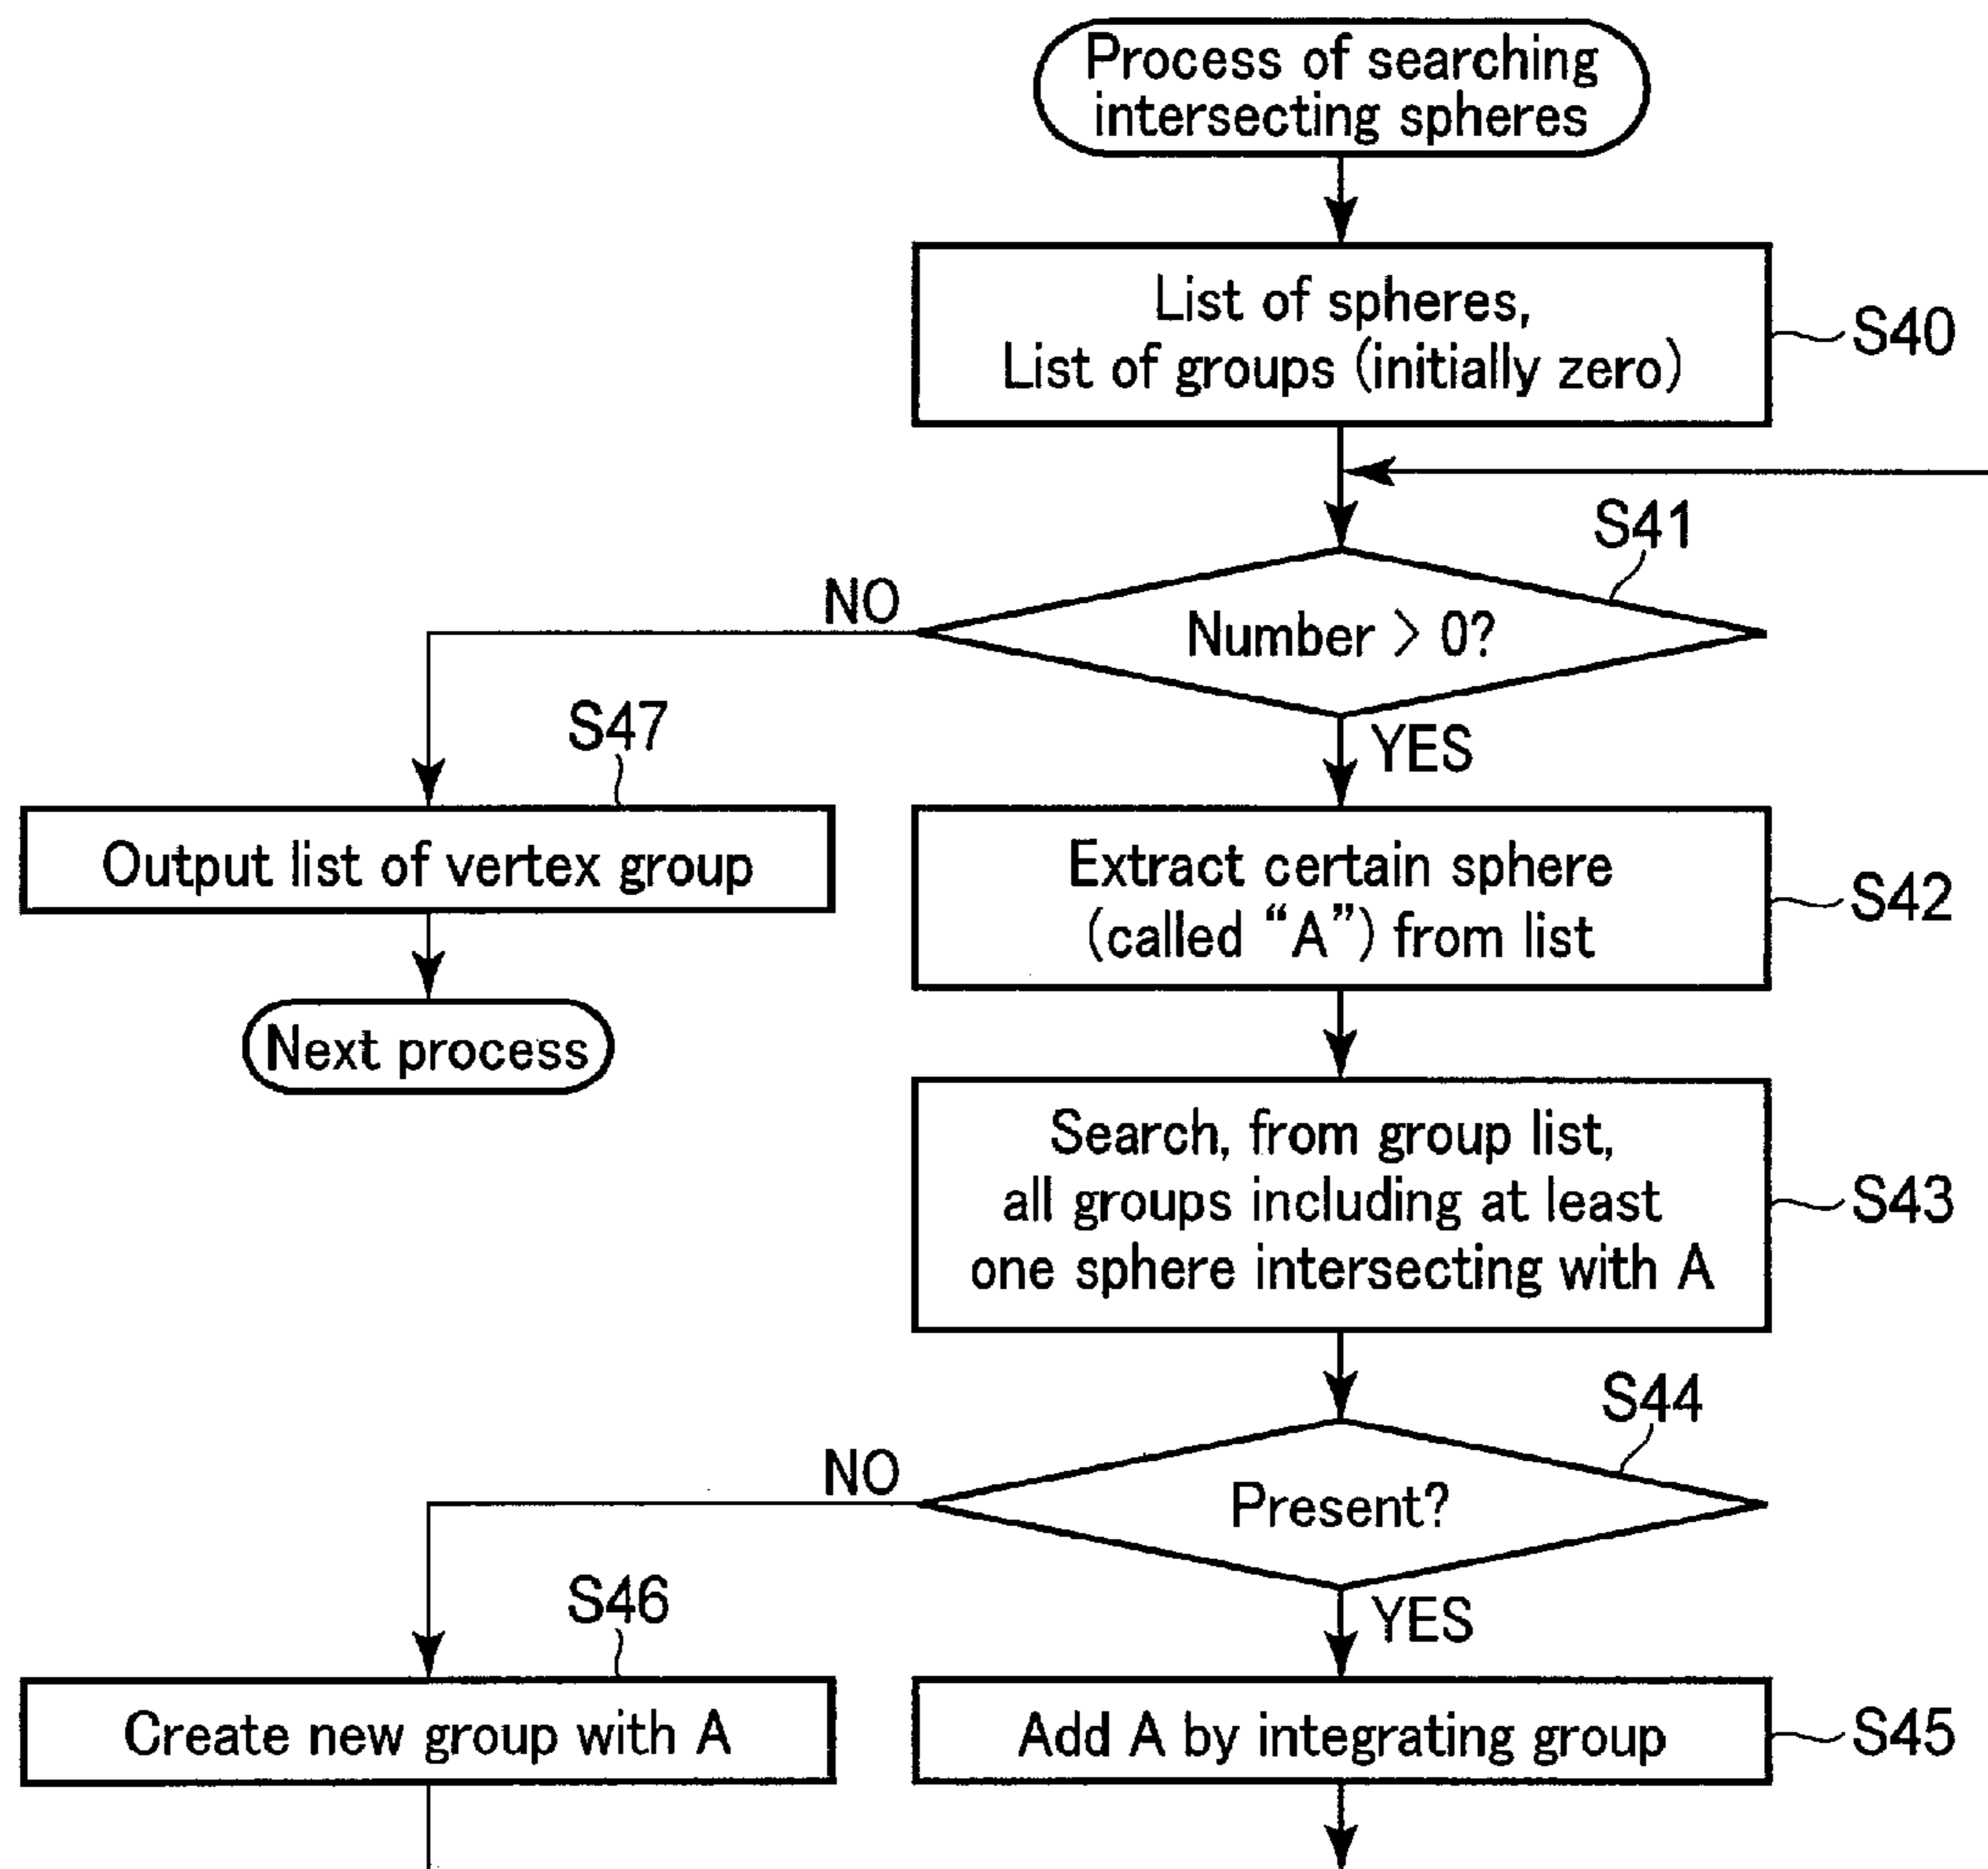 Process of searching
intersecting spheres
List of spheres,
List of groups (initially zero)
S40
S41
NO
Number > 0?
YES
S47
Output list of vertex group
Next process
Extract certain sphere
(called “A”) from list
S42
Search, from group list,
all groups including at least
one sphere intersecting with A
S43
S44
NO
Present?
YES
S46
Create new group with A
Add A by integrating group
S45